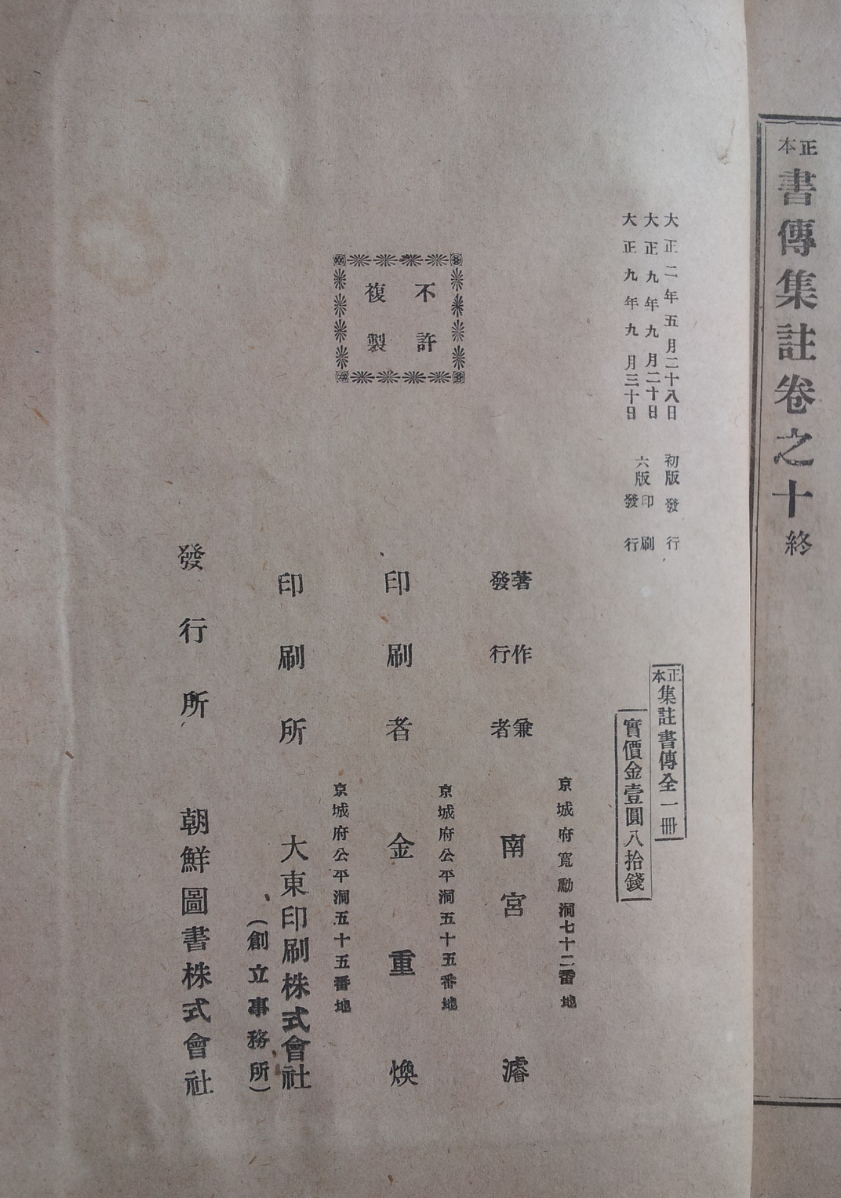 正本書傳集註卷之十終
大正二年五月二十八日 初版發行
大正九年九月二十日 六版印刷
大正九年九月三十日 發行
正本集註書傳全一冊
實價金壹圓八拾錢
不許
複製
京城府寬勳洞七十二番地
著作兼
發行者 南宮濬
京城府公平洞五十五番地
印刷者 金重煥
京城府公平洞五十五番地
印刷所 大東印刷株式會社
(創立事務所)
發行所 朝鮮圖書株式會社